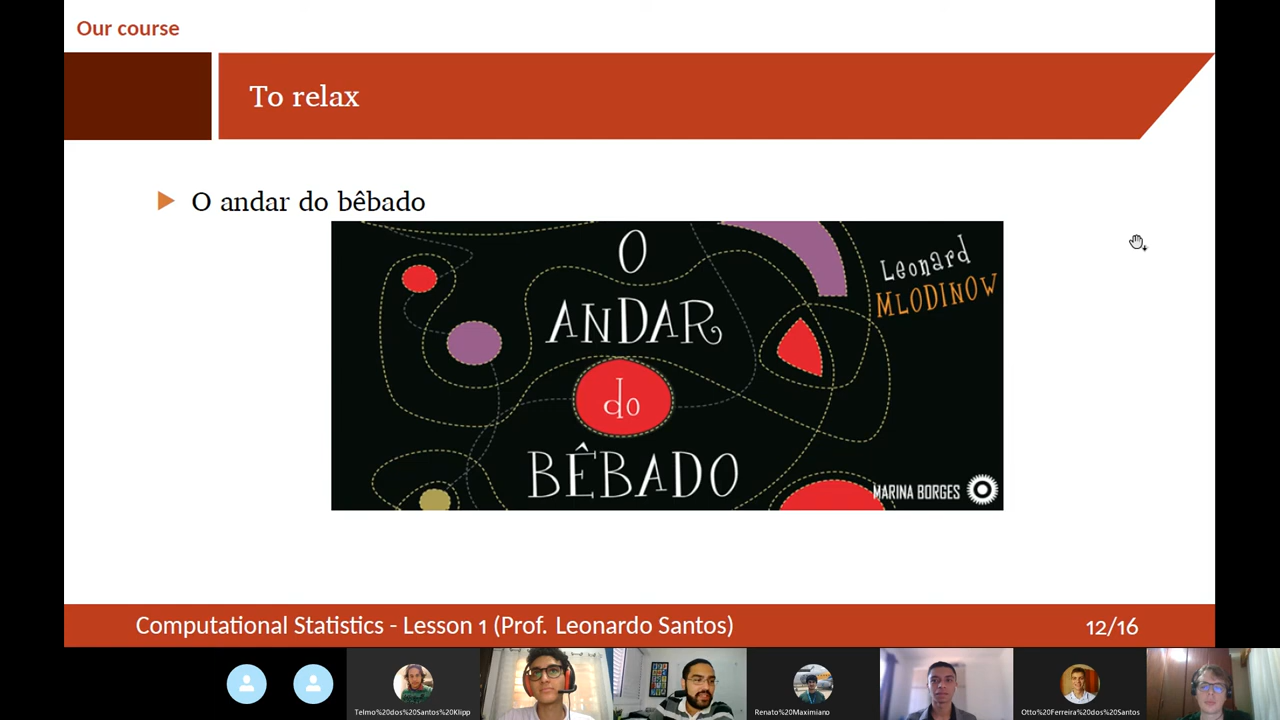 Our course
To relax
O andar do bêbado
O
ANDAR
do
BÊBADO
Leonard
MLODINOW
MARINA BORGES
Computational Statistics - Lesson 1 (Prof. Leonardo Santos)
12/16
Telmo%20dos%20Santos%20Klipp
Renato%20Maximiano
Otto%20Ferreira%20dos%20Santos